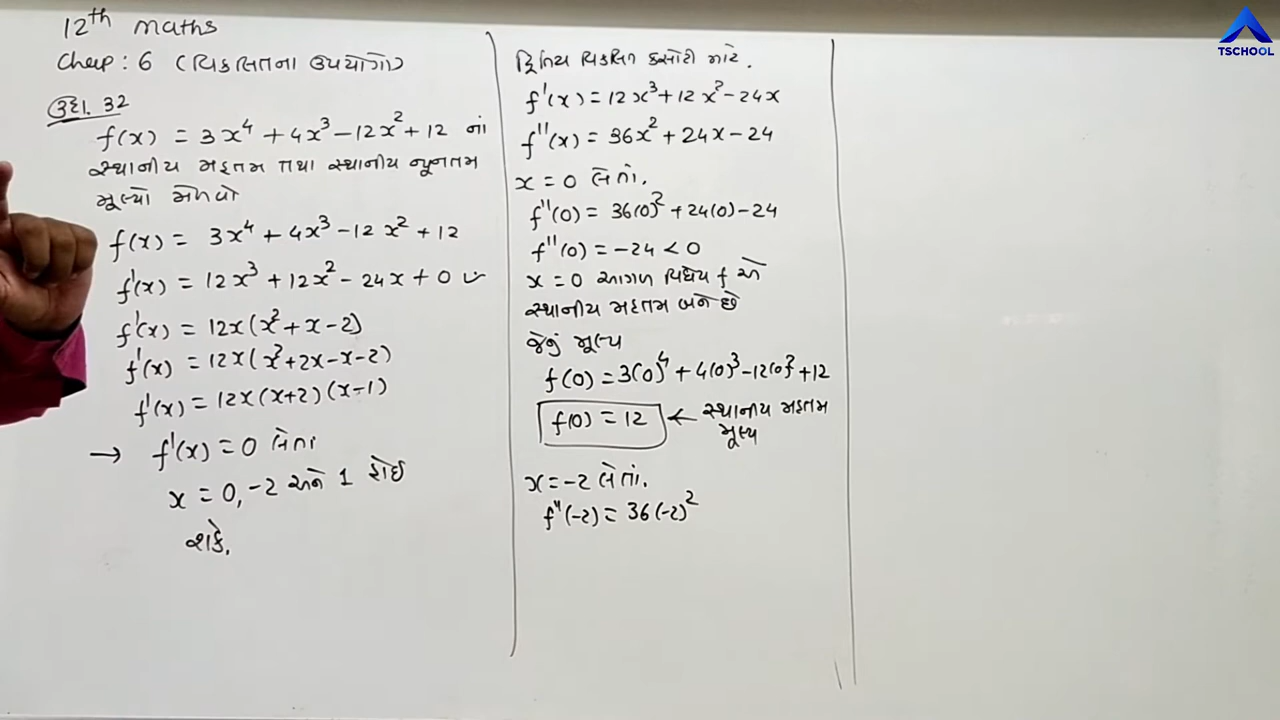 12th Maths
Chap : 6 (વિકલિતના ઉપયોગો)
ઉદા. 32
f(x) = 3x⁴ + 4x³ - 12x² + 12 નાં
સ્થાનીય મહત્તમ તથા સ્થાનીય ન્યૂનતમ
મૂલ્યો મેળવો
f(x) = 3x⁴ + 4x³ - 12x² + 12
f'(x) = 12x³ + 12x² - 24x + 0
f'(x) = 12x(x² + x - 2)
f'(x) = 12x(x² + 2x - x - 2)
f'(x) = 12x(x+2)(x-1)
→ f'(x) = 0 લેતાં
x = 0, -2 અને 1 હોઈ
શકે.
દ્વિતિય વિકલિત કસોટી માટે.
f'(x) = 12x³ + 12x² - 24x
f''(x) = 36x² + 24x - 24
x = 0 લેતાં.
f''(0) = 36(0)² + 24(0) - 24
f''(0) = -24 < 0
x = 0 આગળ વિધેય f એ
સ્થાનીય મહત્તમ બને છે
જેનું મૂલ્ય
f(0) = 3(0)⁴ + 4(0)³ - 12(0)² + 12
f(0) = 12 ← સ્થાનીય મહત્તમ
મૂલ્ય
x = -2 લેતાં.
f''(-2) = 36(-2)²
TSCHOOL